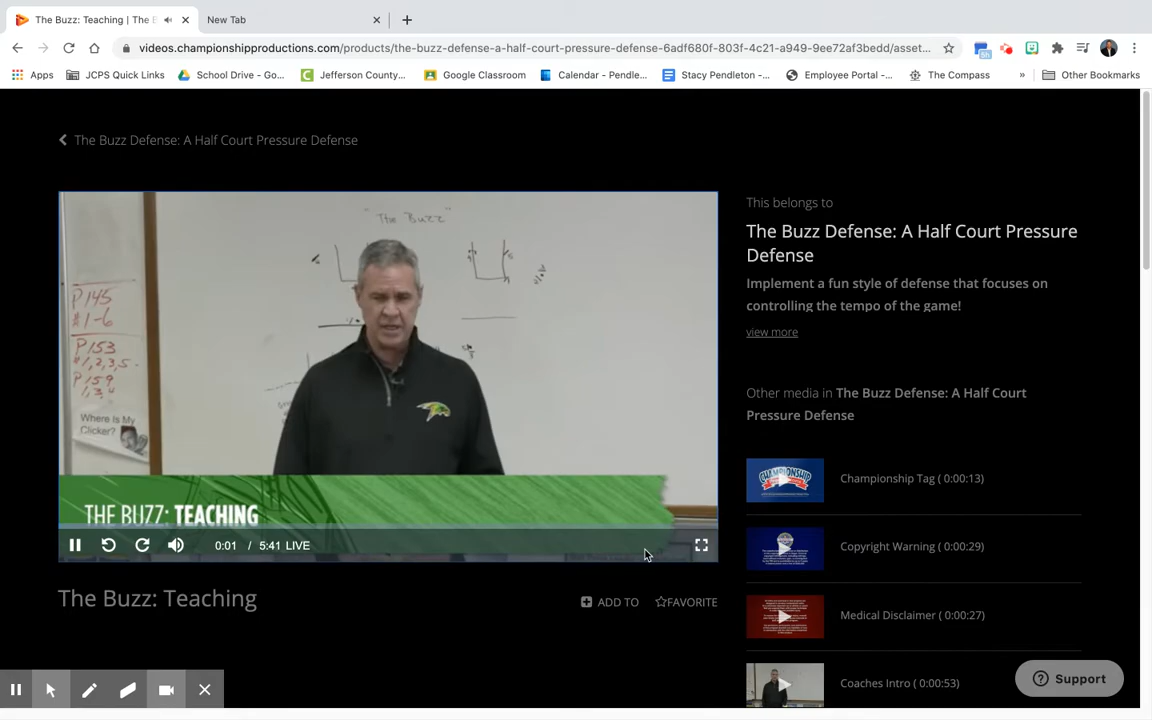 The Buzz: Teaching | The B
New Tab
videos.championshipproductions.com/products/the-buzz-defense-a-half-court-pressure-defense-6adf680f-803f-4c21-a949-9ee72af3bedd/asset...
5h
Apps
JCPS Quick Links
School Drive - Go...
Jefferson County...
Google Classroom
Calendar - Pendle...
Stacy Pendleton -...
Employee Portal -...
The Compass
»
Other Bookmarks
The Buzz Defense: A Half Court Pressure Defense
"The Buzz"
P145
#1-6
P153
#1,2,3,5-
P159
1,3,4
Where Is My
Clicker?
THE BUZZ: TEACHING
0:01 / 5:41 LIVE
The Buzz: Teaching
ADD TO
FAVORITE
This belongs to
The Buzz Defense: A Half Court Pressure
Defense
Implement a fun style of defense that focuses on
controlling the tempo of the game!
view more
Other media in The Buzz Defense: A Half Court
Pressure Defense
CHAMPIONSHIP
Championship Tag ( 0:00:13)
Copyright Warning ( 0:00:29)
Medical Disclaimer ( 0:00:27)
Coaches Intro ( 0:00:53)
Support